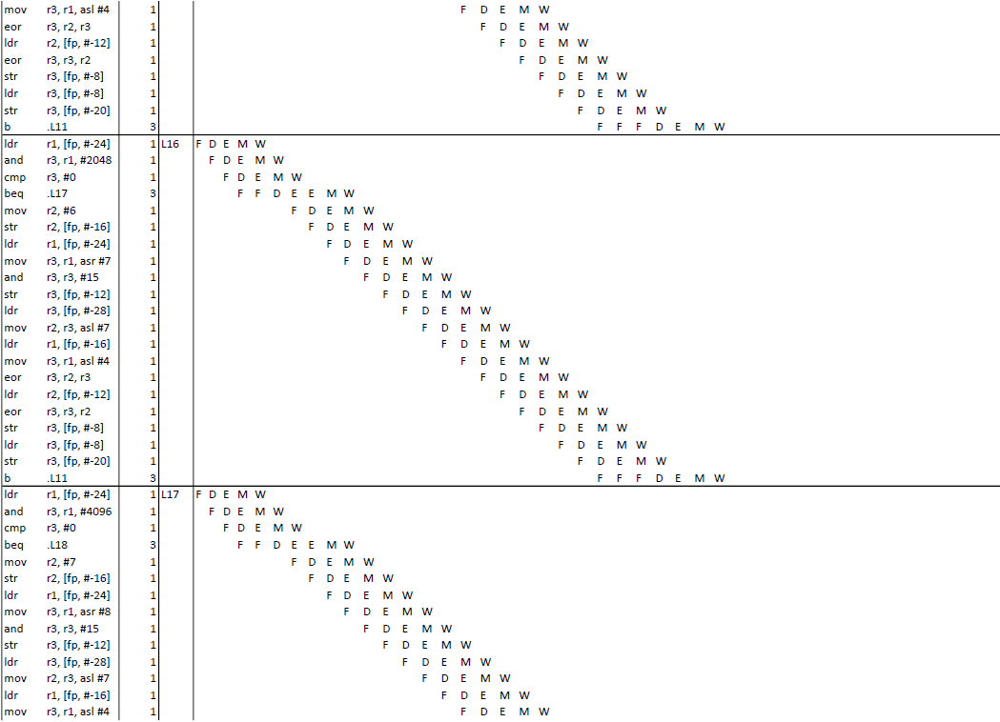 mov r3, r1, asl #4 1 F D E M W
eor r3, r2, r3 1 F D E M W
ldr r2, [fp, #-12] 1 F D E M W
eor r3, r3, r2 1 F D E M W
str r3, [fp, #-8] 1 F D E M W
ldr r3, [fp, #-8] 1 F D E M W
str r3, [fp, #-20] 1 F D E M W
b .L11 3 F F F D E M W
ldr r1, [fp, #-24] 1 L16 F D E M W
and r3, r1, #2048 1 F D E M W
cmp r3, #0 1 F D E M W
beq .L17 3 F F D E E M W
mov r2, #6 1 F D E M W
str r2, [fp, #-16] 1 F D E M W
ldr r1, [fp, #-24] 1 F D E M W
mov r3, r1, asr #7 1 F D E M W
and r3, r3, #15 1 F D E M W
str r3, [fp, #-12] 1 F D E M W
ldr r3, [fp, #-28] 1 F D E M W
mov r2, r3, asl #7 1 F D E M W
ldr r1, [fp, #-16] 1 F D E M W
mov r3, r1, asl #4 1 F D E M W
eor r3, r2, r3 1 F D E M W
ldr r2, [fp, #-12] 1 F D E M W
eor r3, r3, r2 1 F D E M W
str r3, [fp, #-8] 1 F D E M W
ldr r3, [fp, #-8] 1 F D E M W
str r3, [fp, #-20] 1 F D E M W
b .L11 3 F F F D E M W
ldr r1, [fp, #-24] 1 L17 F D E M W
and r3, r1, #4096 1 F D E M W
cmp r3, #0 1 F D E M W
beq .L18 3 F F D E E M W
mov r2, #7 1 F D E M W
str r2, [fp, #-16] 1 F D E M W
ldr r1, [fp, #-24] 1 F D E M W
mov r3, r1, asr #8 1 F D E M W
and r3, r3, #15 1 F D E M W
str r3, [fp, #-12] 1 F D E M W
ldr r3, [fp, #-28] 1 F D E M W
mov r2, r3, asl #7 1 F D E M W
ldr r1, [fp, #-16] 1 F D E M W
mov r3, r1, asl #4 1 F D E M W